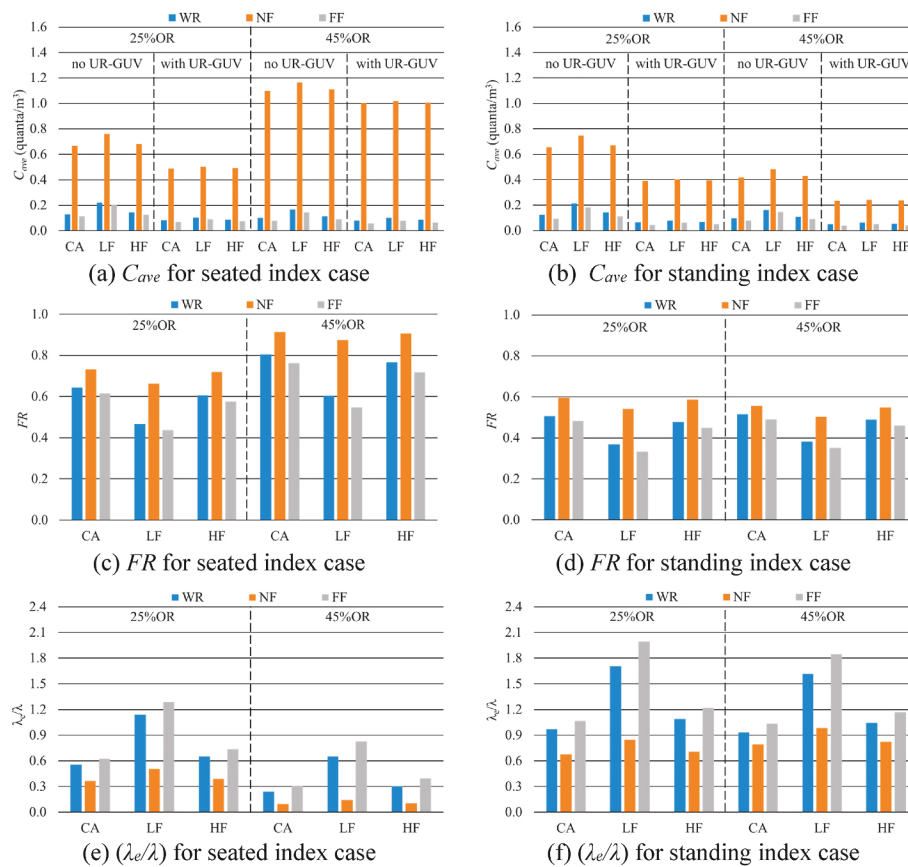 WR NF FF
1.6 25%OR 45%OR
1.4 no UR-GUV with UR-GUV no UR-GUV with UR-GUV
1.2
1.0
0.8
0.6
0.4
0.2
0.0
C_ave (quanta/m³)
CA LF HF CA LF HF CA LF HF CA LF HF
(a) C_ave for seated index case
WR NF FF
1.6 25%OR 45%OR
1.4 no UR-GUV with UR-GUV no UR-GUV with UR-GUV
1.2
1.0
0.8
0.6
0.4
0.2
0.0
C_ave (quanta/m³)
CA LF HF CA LF HF CA LF HF CA LF HF
(b) C_ave for standing index case
WR NF FF
1.0 25%OR 45%OR
0.8
0.6
0.4
0.2
0.0
FR
CA LF HF CA LF HF
(c) FR for seated index case
WR NF FF
1.0 25%OR 45%OR
0.8
0.6
0.4
0.2
0.0
FR
CA LF HF CA LF HF
(d) FR for standing index case
WR NF FF
2.4 25%OR 45%OR
2.1
1.8
1.5
1.2
0.9
0.6
0.3
0.0
λ_e/λ
CA LF HF CA LF HF
(e) (λ_e/λ) for seated index case
WR NF FF
2.4 25%OR 45%OR
2.1
1.8
1.5
1.2
0.9
0.6
0.3
0.0
λ_e/λ
CA LF HF CA LF HF
(f) (λ_e/λ) for standing index case